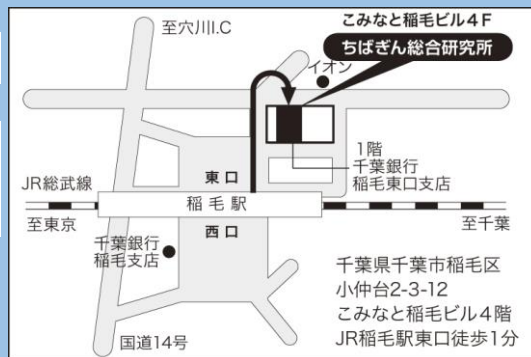 至穴川I.C
こみなと稲毛ビル4F
ちばぎん総合研究所
イオン
1階
千葉銀行
稲毛東口支店
JR総武線
東口
稲毛駅
至東京
至千葉
西口
千葉銀行
稲毛支店
千葉県千葉市稲毛区
小仲台2-3-12
こみなと稲毛ビル4階
JR稲毛駅東口徒歩1分
国道14号